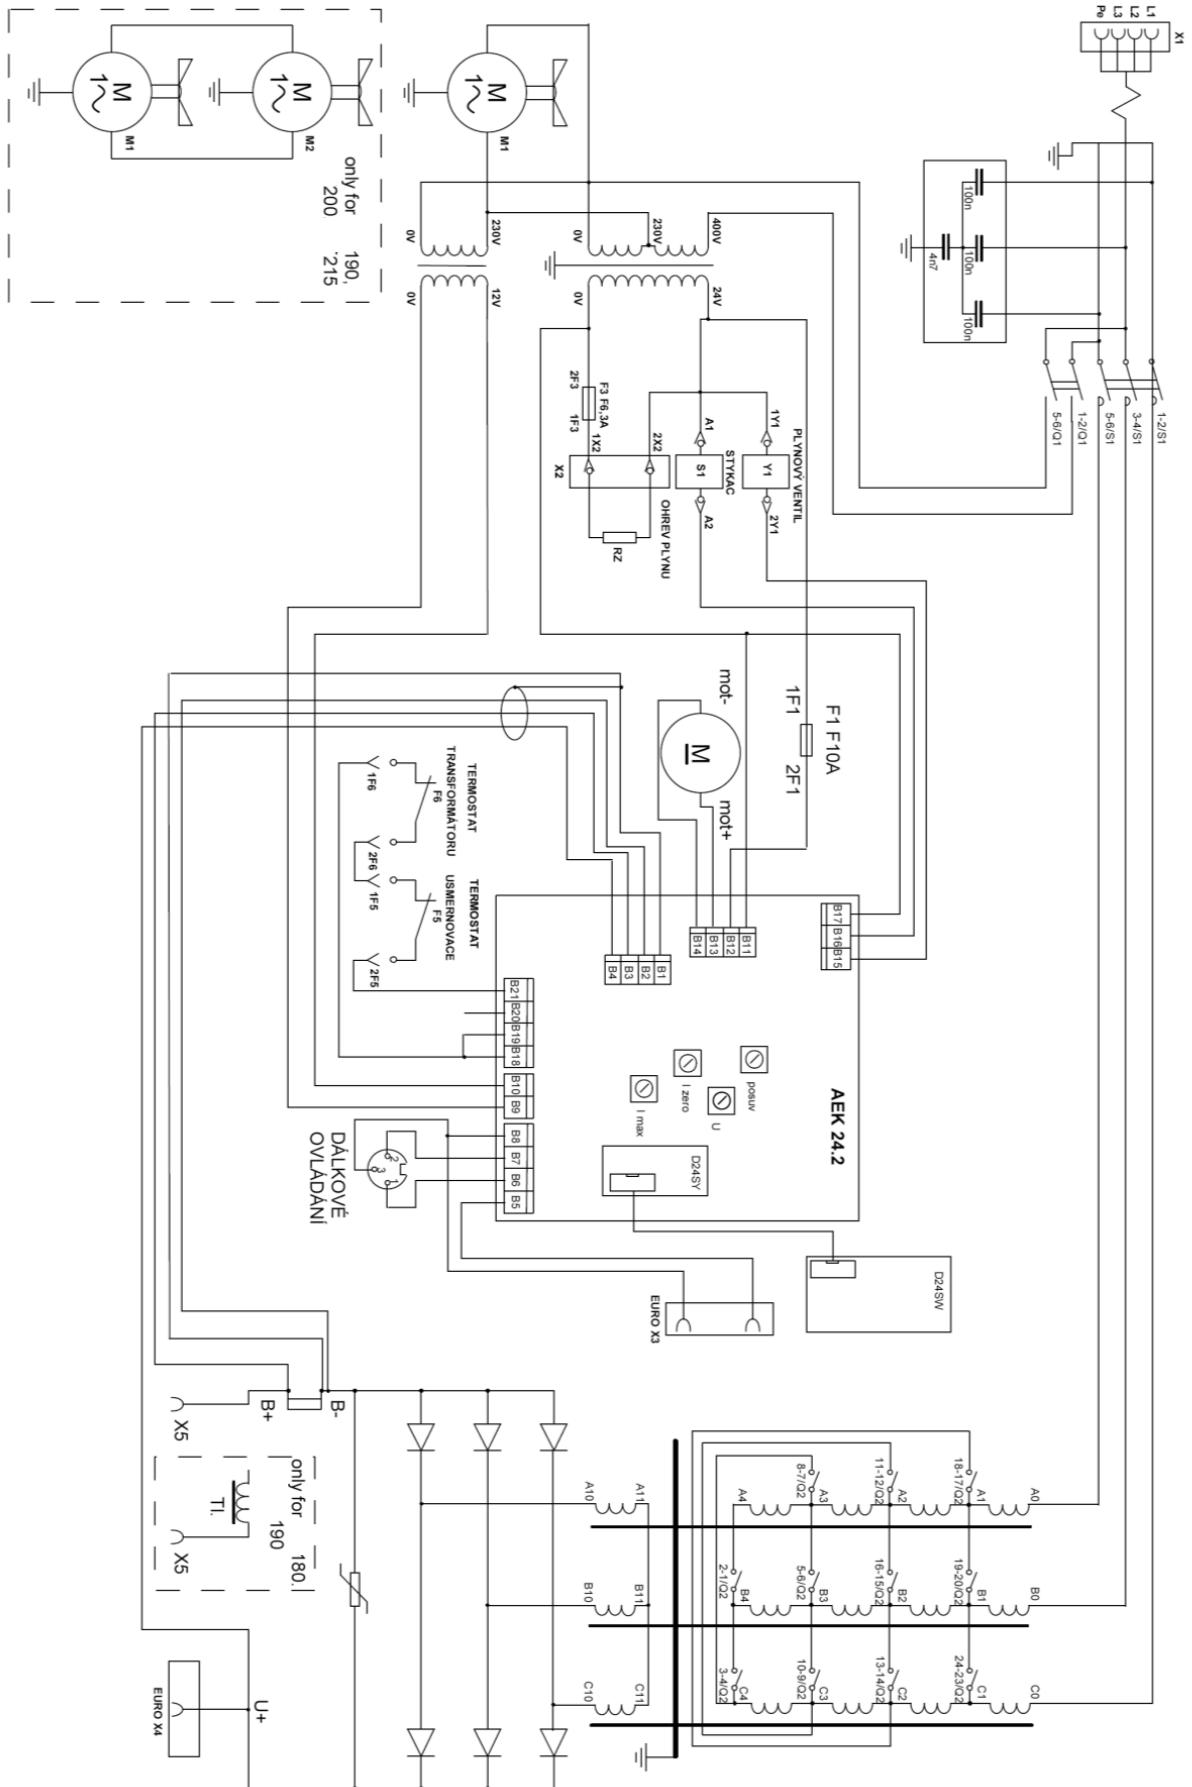 X1
L1
L2
L3
Pe
100n
100n
100n
4n7
1-2/S1
3-4/S1
5-6/S1
1-2/Q1
5-6/Q1
M
1
M1
M
1
M2
only for 190,
200 '215
M
1
M1
0V
230V
0V
12V
0V
230V
400V
0V
24V
F3 F6,3A
2F3
1F3
1X2
2X2
X2
OHREV PLYNU
RZ
A1
S1
A2
STYKAC
1Y1
Y1
2Y1
PLYNOVÝ VENTIL
F1 F10A
1F1
2F1
mot-
M
mot+
TERMOSTAT
TRANSFORMÁTORU
F6
1F6
2F6
TERMOSTAT
USMERNOVACE
F5
1F5
2F5
B17
B16
B15
B11
B12
B13
B14
B1
B2
B3
B4
B21
B20
B19
B18
B10
B9
B8
B7
B6
B5
AEK 24.2
posuv
U
I zero
I max
D24SY
D24SW
DÁLKOVÉ
OVLÁDÁNÍ
2
3
1
EURO X3
B+
B-
X5
only for 180.
190
Tl.
X5
U+
EURO X4
18-17/Q2
11-12/Q2
8-7/Q2
A0
A1
A2
A3
A4
19-20/Q2
16-15/Q2
5-6/Q2
2-1/Q2
B0
B1
B2
B3
B4
24-23/Q2
13-14/Q2
10-9/Q2
3-4/Q2
C0
C1
C2
C3
C4
A10
A11
B10
B11
C10
C11